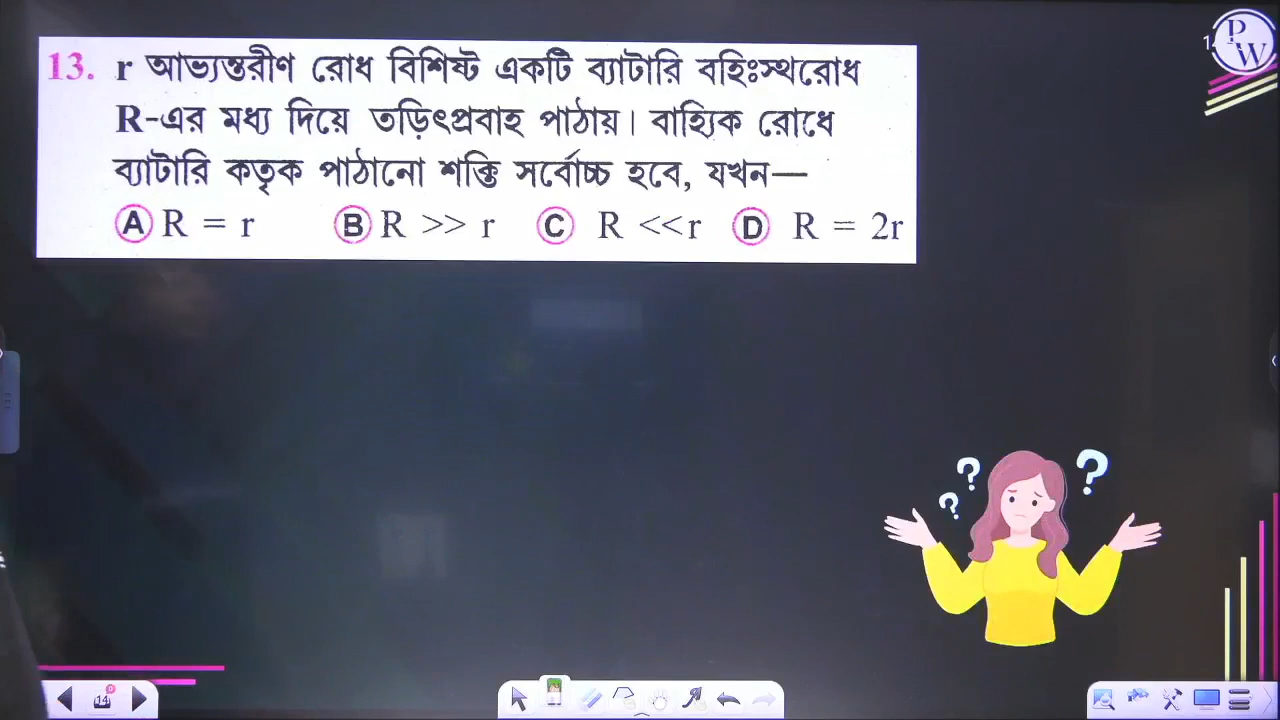 13. r আভ্যন্তরীণ রোধ বিশিষ্ট একটি ব্যাটারি বহিঃস্থরোধ
R-এর মধ্য দিয়ে তড়িৎপ্রবাহ পাঠায়। বাহ্যিক রোধে
ব্যাটারি কতৃক পাঠানো শক্তি সর্বোচ্চ হবে, যখন—
A R = r B R >> r C R <<r D R = 2r
P
W
? ? ?
14